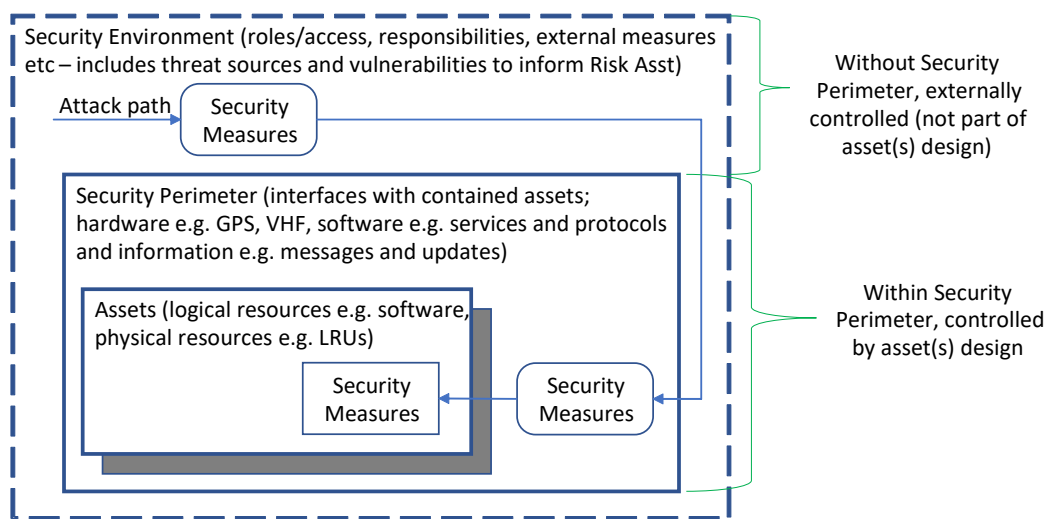 Security Environment (roles/access, responsibilities, external measures
etc – includes threat sources and vulnerabilities to inform Risk Asst)
Attack path
Security
Measures
Without Security
Perimeter, externally
controlled (not part of
asset(s) design)
Security Perimeter (interfaces with contained assets;
hardware e.g. GPS, VHF, software e.g. services and protocols
and information e.g. messages and updates)
Assets (logical resources e.g. software,
physical resources e.g. LRUs)
Security
Measures
Security
Measures
Within Security
Perimeter, controlled
by asset(s) design